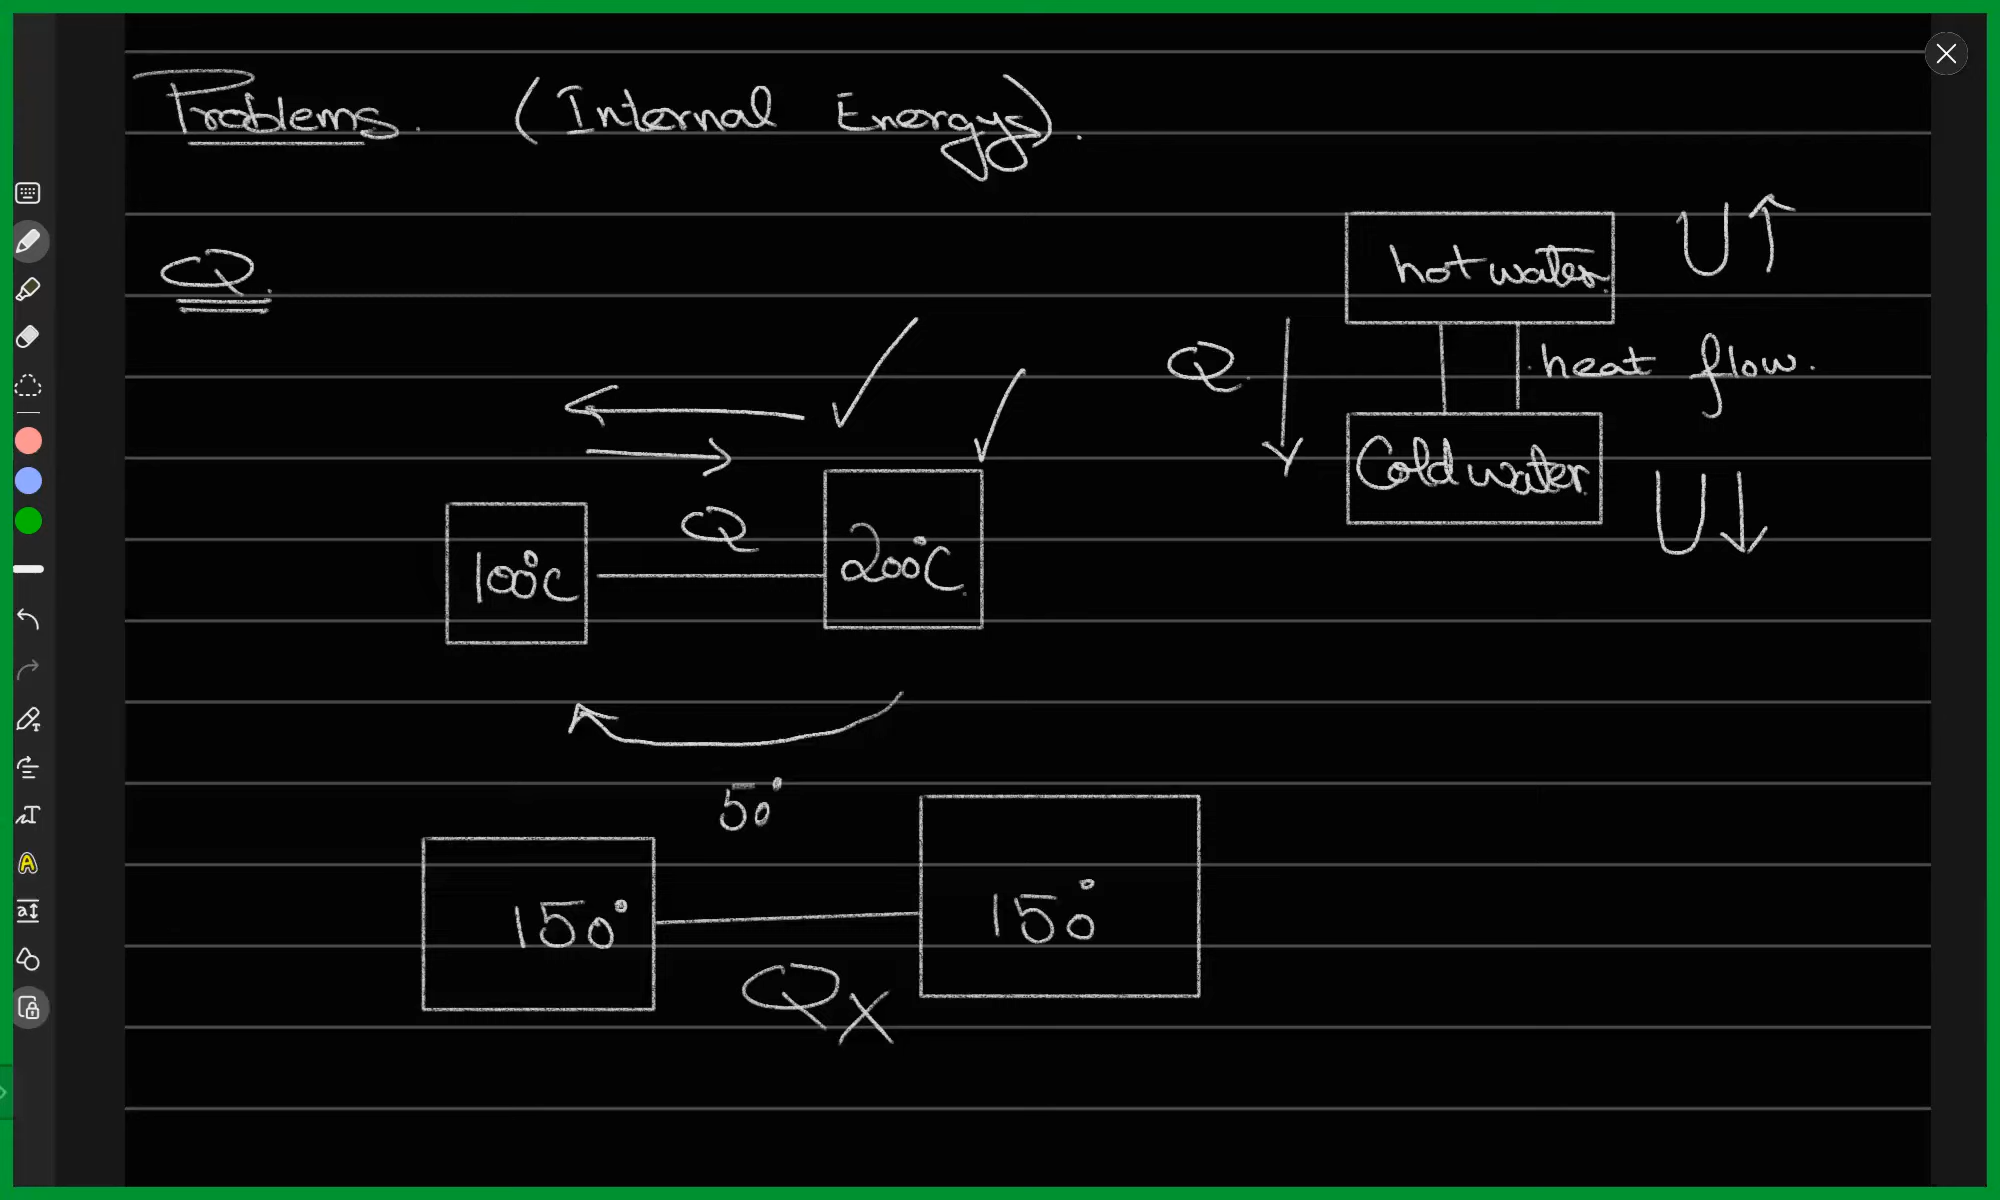 Problems. (Internal Energy).
Q.
hot water. U↑
Q. heat flow.
Cold water. U↓
Q
100°C 200°C.
50°
150° 150°
Q X